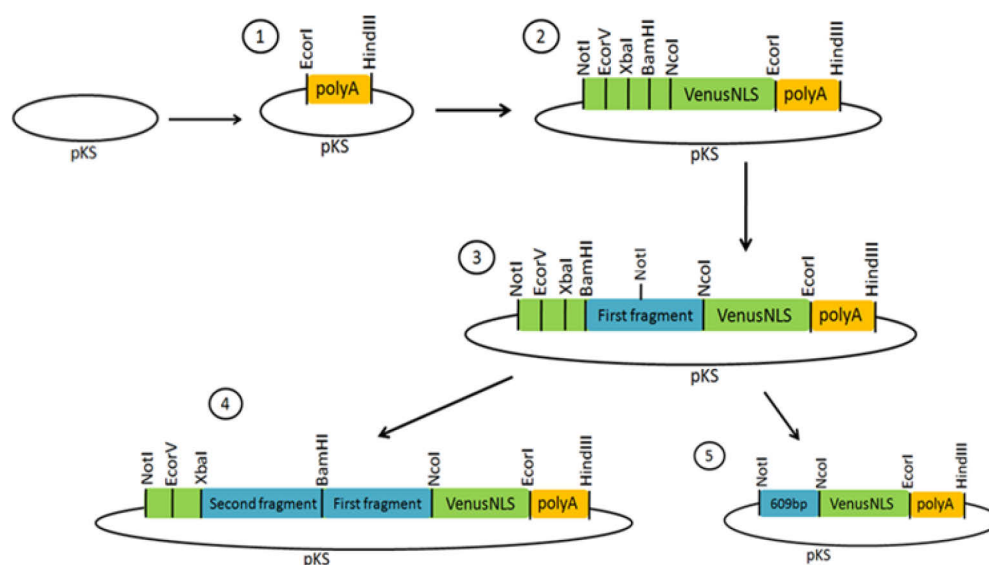 1
EcorI
HindIII
polyA
pKS
pKS
2
NotI
EcorV
XbaI
BamHI
NcoI
EcorI
HindIII
VenusNLS
polyA
pKS
3
NotI
EcorV
XbaI
BamHI
NotI
NcoI
EcorI
HindIII
First fragment
VenusNLS
polyA
pKS
4
NotI
EcorV
XbaI
BamHI
NcoI
EcorI
HindIII
Second fragment
First fragment
VenusNLS
polyA
pKS
5
NotI
NcoI
EcorI
HindIII
609bp
VenusNLS
polyA
pKS